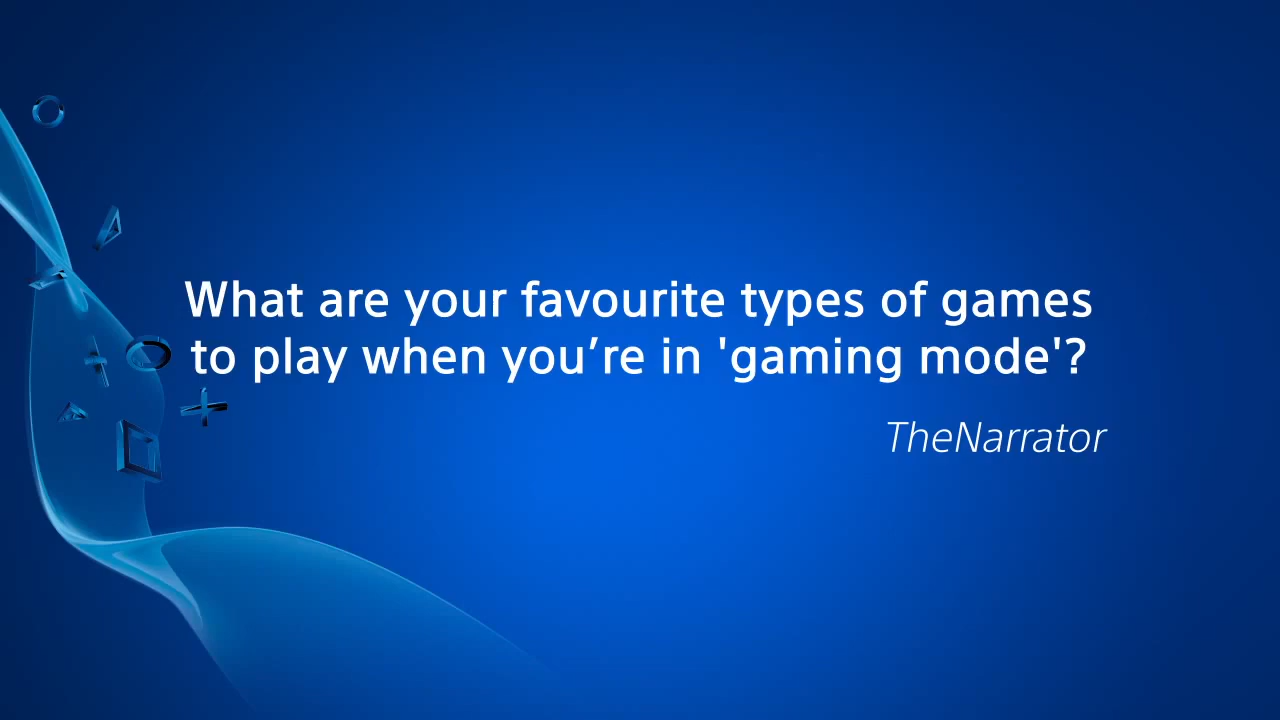 What are your favourite types of games
to play when you’re in 'gaming mode'?
TheNarrator